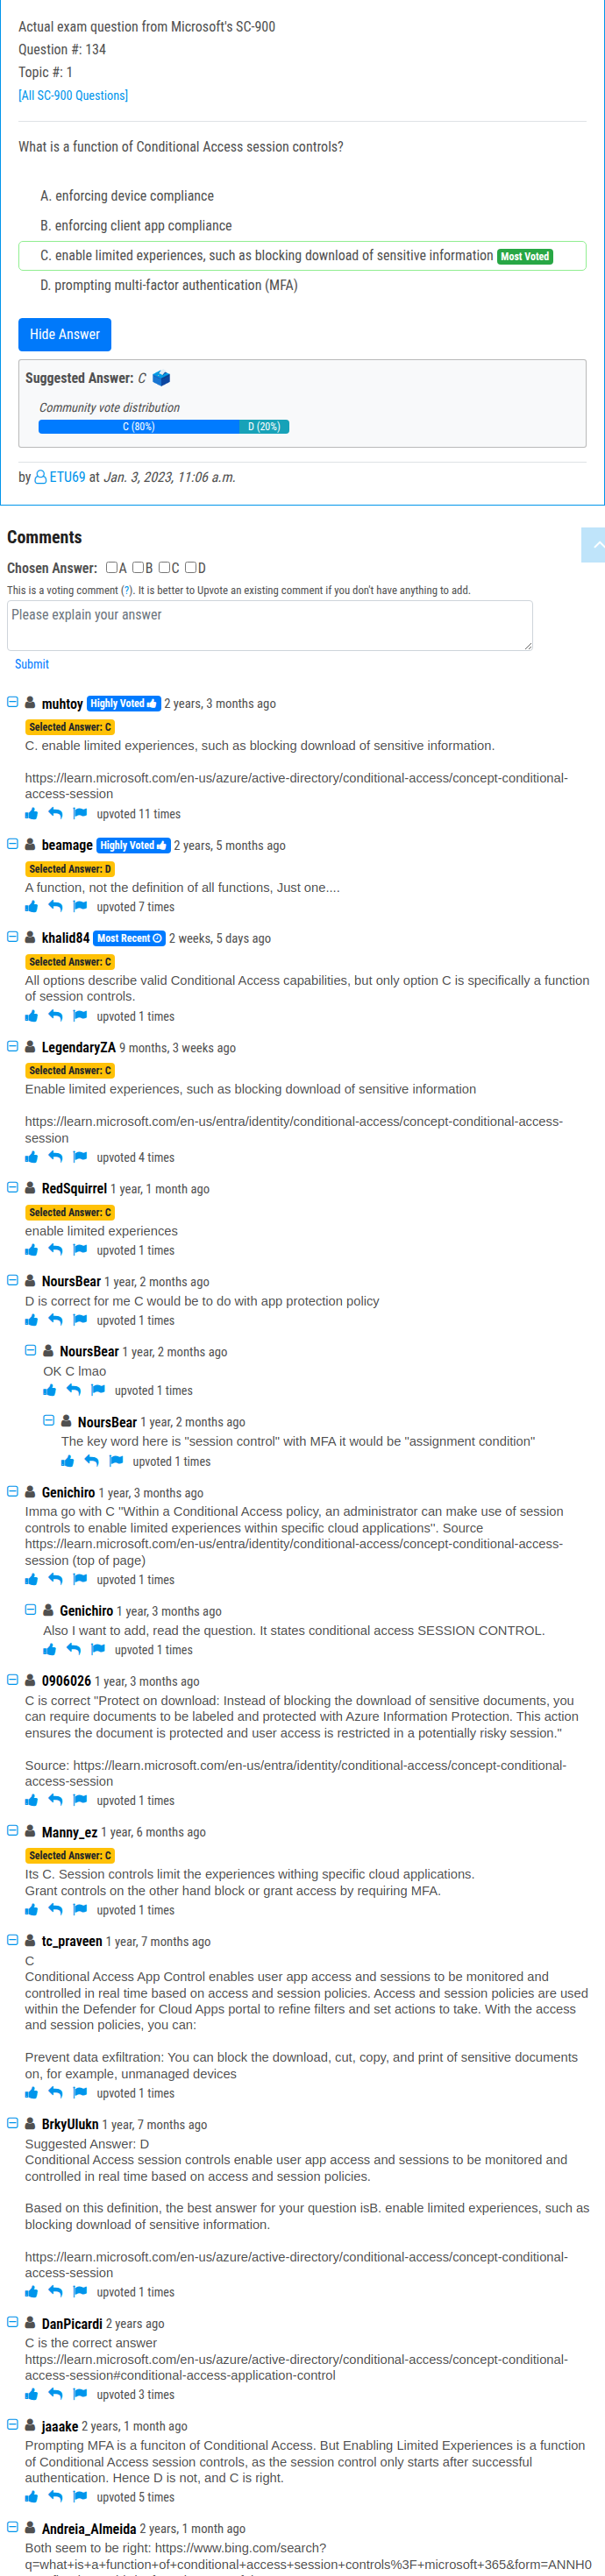 Actual exam question from Microsoft's SC-900
Question #: 134
Topic #: 1
[All SC-900 Questions]
What is a function of Conditional Access session controls?
A. enforcing device compliance
B. enforcing client app compliance
C. enable limited experiences, such as blocking download of sensitive information Most Voted
D. prompting multi-factor authentication (MFA)
Hide Answer
Suggested Answer: C
Community vote distribution
C (80%) D (20%)
by ETU69 at Jan. 3, 2023, 11:06 a.m.
Comments
Chosen Answer: A B C D
This is a voting comment (?). It is better to Upvote an existing comment if you don't have anything to add.
Please explain your answer
Submit
muhtoy Highly Voted 2 years, 3 months ago
Selected Answer: C
C. enable limited experiences, such as blocking download of sensitive information.
https://learn.microsoft.com/en-us/azure/active-directory/conditional-access/concept-conditional-
access-session
upvoted 11 times
beamage Highly Voted 2 years, 5 months ago
Selected Answer: D
A function, not the definition of all functions, Just one....
upvoted 7 times
khalid84 Most Recent 2 weeks, 5 days ago
Selected Answer: C
All options describe valid Conditional Access capabilities, but only option C is specifically a function
of session controls.
upvoted 1 times
LegendaryZA 9 months, 3 weeks ago
Selected Answer: C
Enable limited experiences, such as blocking download of sensitive information
https://learn.microsoft.com/en-us/entra/identity/conditional-access/concept-conditional-access-
session
upvoted 4 times
RedSquirrel 1 year, 1 month ago
Selected Answer: C
enable limited experiences
upvoted 1 times
NoursBear 1 year, 2 months ago
D is correct for me C would be to do with app protection policy
upvoted 1 times
NoursBear 1 year, 2 months ago
OK C lmao
upvoted 1 times
NoursBear 1 year, 2 months ago
The key word here is "session control" with MFA it would be "assignment condition"
upvoted 1 times
Genichiro 1 year, 3 months ago
Imma go with C "Within a Conditional Access policy, an administrator can make use of session
controls to enable limited experiences within specific cloud applications". Source
https://learn.microsoft.com/en-us/entra/identity/conditional-access/concept-conditional-access-
session (top of page)
upvoted 1 times
Genichiro 1 year, 3 months ago
Also I want to add, read the question. It states conditional access SESSION CONTROL.
upvoted 1 times
0906026 1 year, 3 months ago
C is correct "Protect on download: Instead of blocking the download of sensitive documents, you
can require documents to be labeled and protected with Azure Information Protection. This action
ensures the document is protected and user access is restricted in a potentially risky session."
Source: https://learn.microsoft.com/en-us/entra/identity/conditional-access/concept-conditional-
access-session
upvoted 1 times
Manny_ez 1 year, 6 months ago
Selected Answer: C
Its C. Session controls limit the experiences withing specific cloud applications.
Grant controls on the other hand block or grant access by requiring MFA.
upvoted 1 times
tc_praveen 1 year, 7 months ago
C
Conditional Access App Control enables user app access and sessions to be monitored and
controlled in real time based on access and session policies. Access and session policies are used
within the Defender for Cloud Apps portal to refine filters and set actions to take. With the access
and session policies, you can:
Prevent data exfiltration: You can block the download, cut, copy, and print of sensitive documents
on, for example, unmanaged devices
upvoted 1 times
BrkyUlukn 1 year, 7 months ago
Suggested Answer: D
Conditional Access session controls enable user app access and sessions to be monitored and
controlled in real time based on access and session policies.
Based on this definition, the best answer for your question isB. enable limited experiences, such as
blocking download of sensitive information.
https://learn.microsoft.com/en-us/azure/active-directory/conditional-access/concept-conditional-
access-session
upvoted 1 times
DanPicardi 2 years ago
C is the correct answer
https://learn.microsoft.com/en-us/azure/active-directory/conditional-access/concept-conditional-
access-session#conditional-access-application-control
upvoted 3 times
jaaake 2 years, 1 month ago
Prompting MFA is a funciton of Conditional Access. But Enabling Limited Experiences is a function
of Conditional Access session controls, as the session control only starts after successful
authentication. Hence D is not, and C is right.
upvoted 5 times
Andreia_Almeida 2 years, 1 month ago
Both seem to be right: https://www.bing.com/search?
q=what+is+a+function+of+conditional+access+session+controls%3F+microsoft+365&form=ANNH0